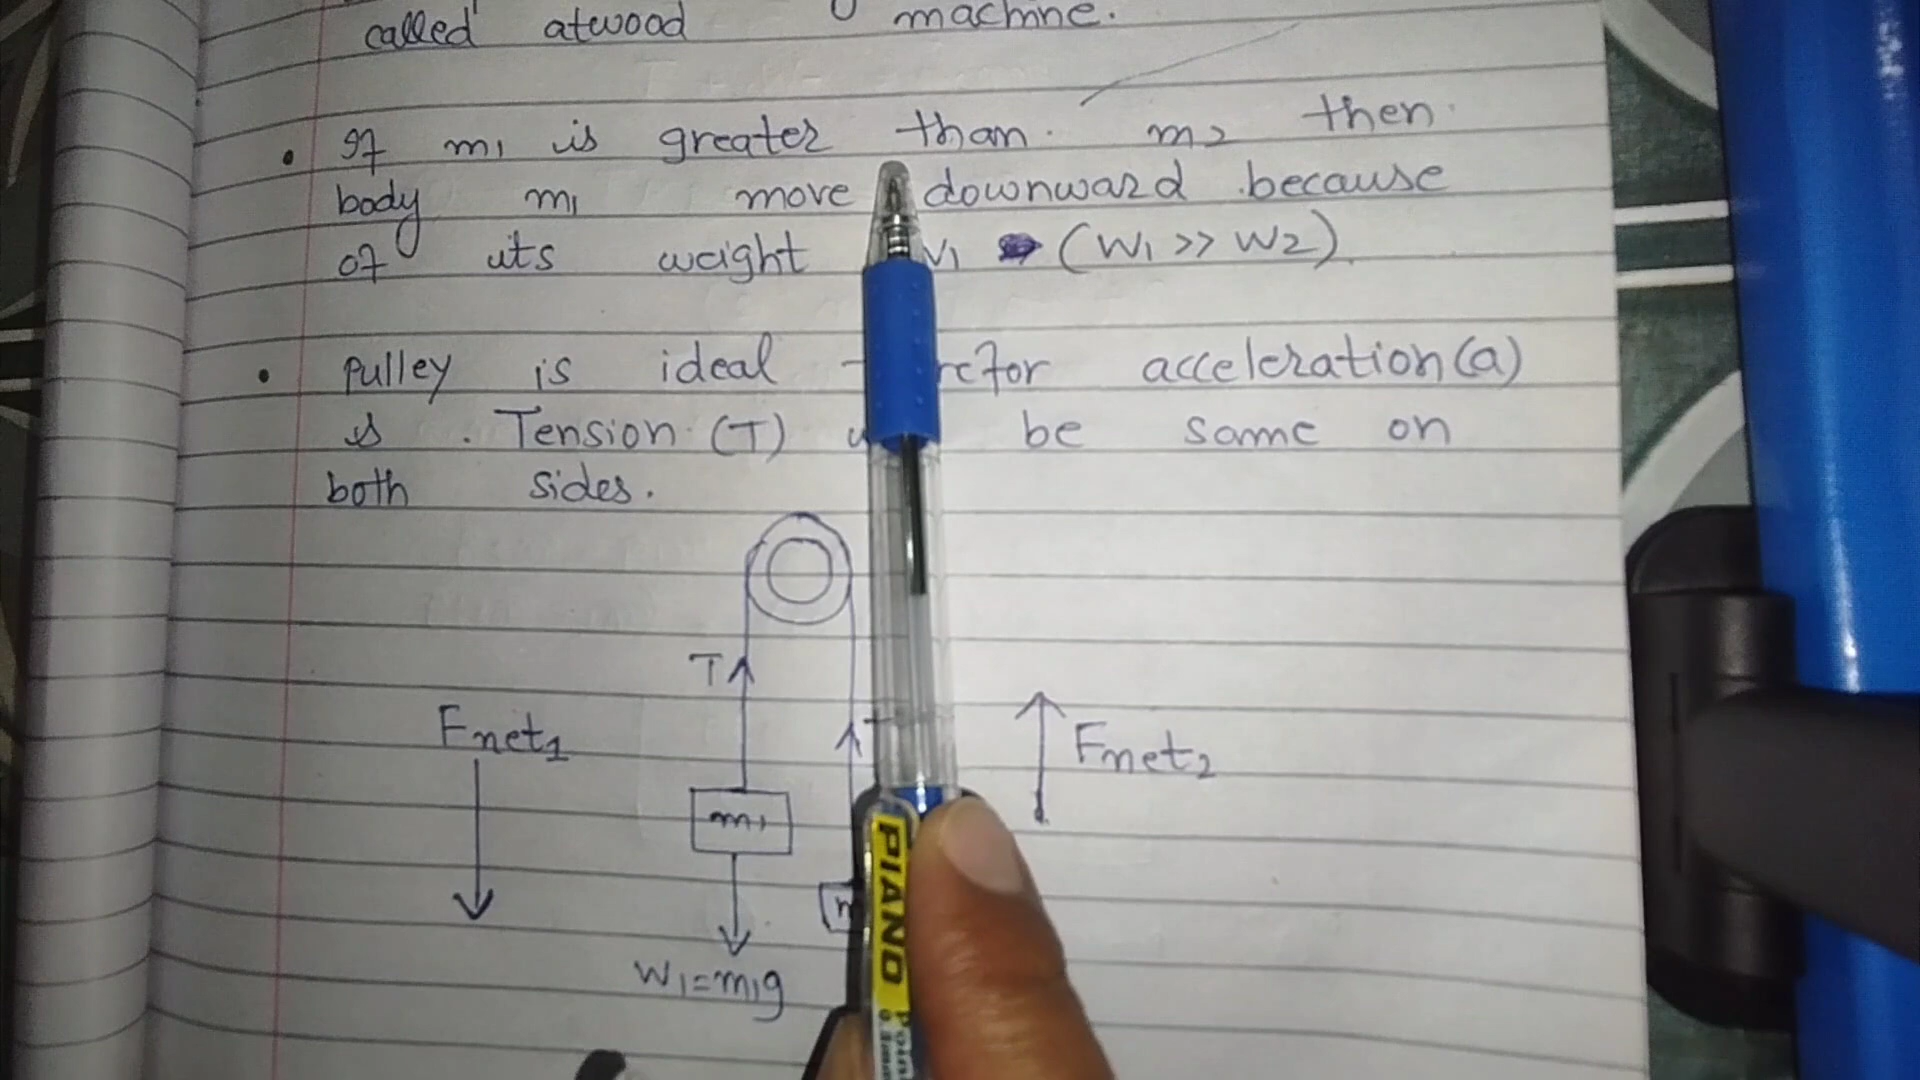 called atwood machine.
• If m1 is greater than m2 then
body m1 move downward because
of its weight (W1 >> W2).
• Pulley is ideal acceleration (a)
is Tension (T) be same on
both sides.
T
Fnet1
Fnet2
m1
W1=m1g
PIANO
Point